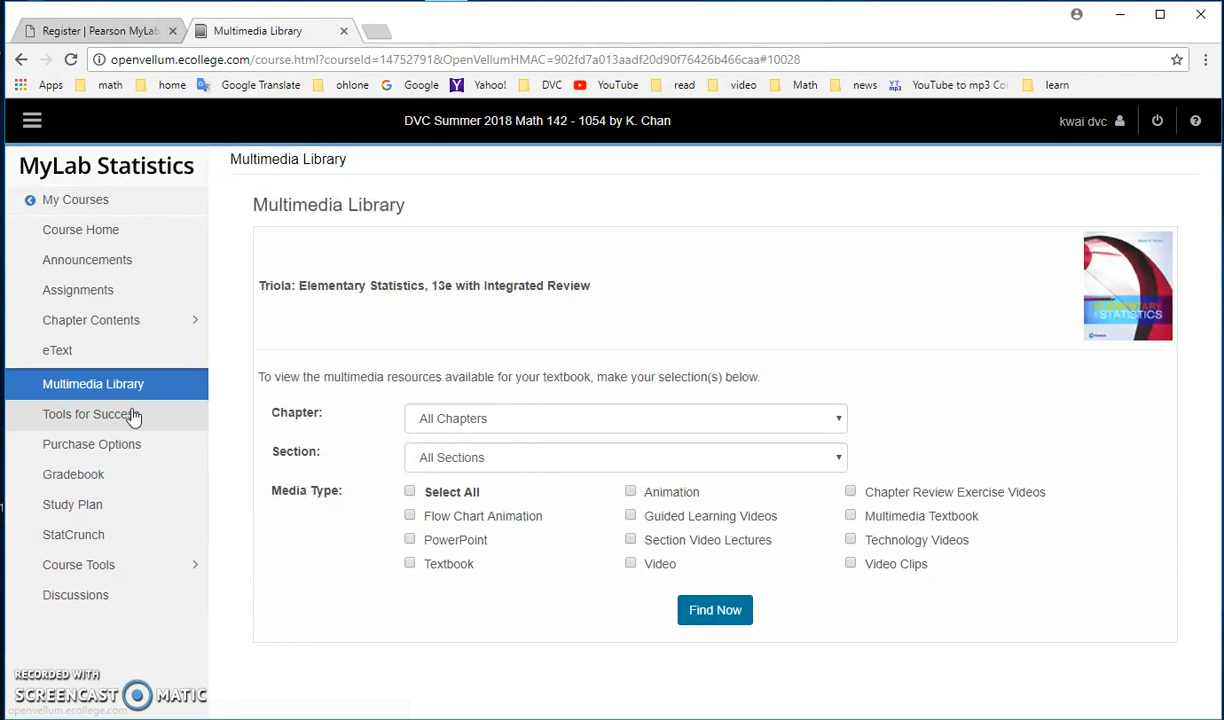 Register | Pearson MyLab
Multimedia Library
openvellum.ecollege.com/course.html?courseId=14752791&OpenVellumHMAC=902fd7a013aadf20d90f76426b466caa#10028
Apps math home Google Translate ohlone Google Yahoo! DVC YouTube read video Math news YouTube to mp3 Co learn
DVC Summer 2018 Math 142 - 1054 by K. Chan
kwai dvc
MyLab Statistics
My Courses
Course Home
Announcements
Assignments
Chapter Contents
eText
Multimedia Library
Tools for Success
Purchase Options
Gradebook
Study Plan
StatCrunch
Course Tools
Discussions
Multimedia Library
Multimedia Library
Triola: Elementary Statistics, 13e with Integrated Review
STATISTICS
To view the multimedia resources available for your textbook, make your selection(s) below.
Chapter: All Chapters
Section: All Sections
Media Type: Select All Animation Chapter Review Exercise Videos
Flow Chart Animation Guided Learning Videos Multimedia Textbook
PowerPoint Section Video Lectures Technology Videos
Textbook Video Video Clips
Find Now
RECORDED WITH
SCREENCAST MATIC
openvellum.ecollege.com